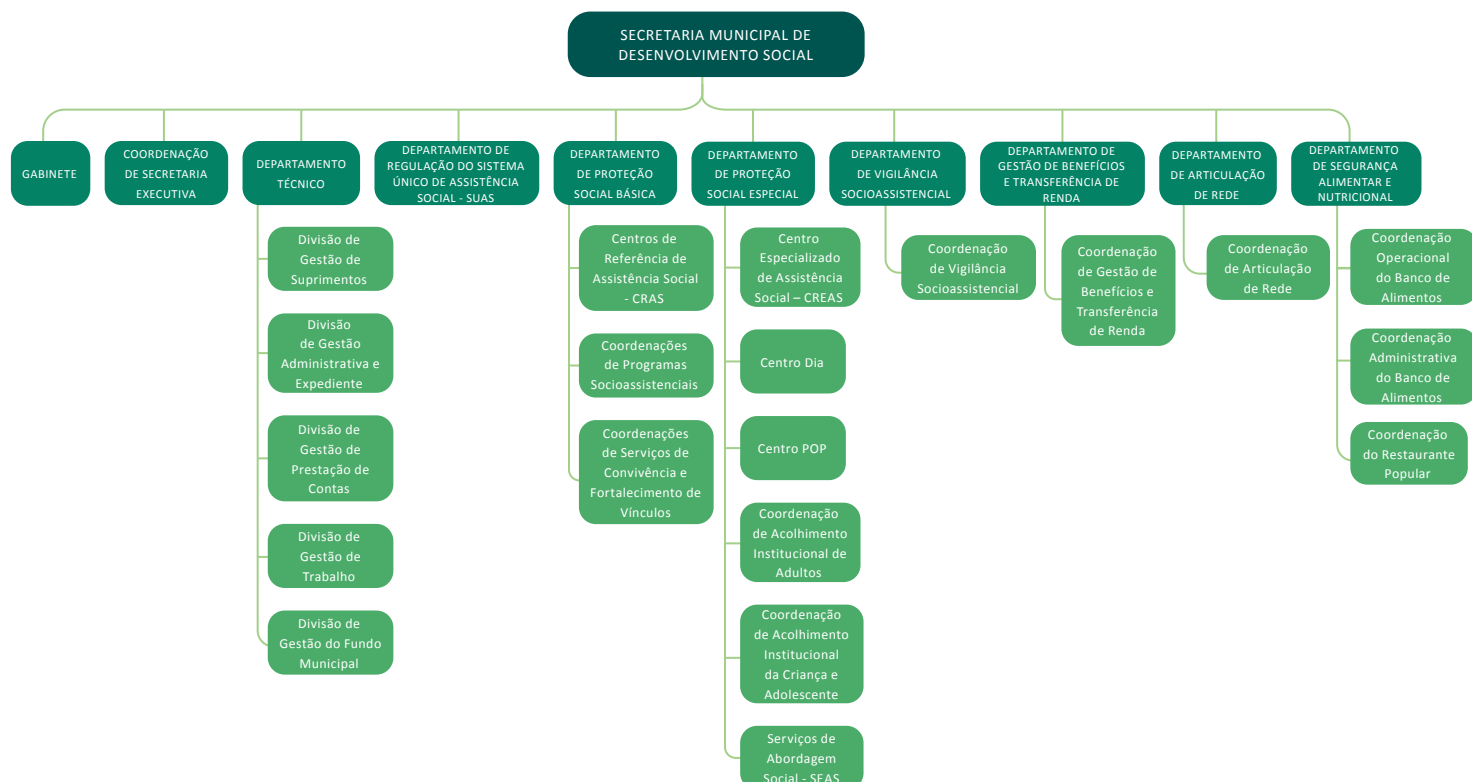 SECRETARIA MUNICIPAL DE
DESENVOLVIMENTO SOCIAL
GABINETE
COORDENAÇÃO
DE SECRETARIA
EXECUTIVA
DEPARTAMENTO
TÉCNICO
DEPARTAMENTO DE
REGULAÇÃO DO SISTEMA
ÚNICO DE ASSISTÊNCIA
SOCIAL - SUAS
DEPARTAMENTO
DE PROTEÇÃO
SOCIAL BÁSICA
DEPARTAMENTO
DE PROTEÇÃO
SOCIAL ESPECIAL
DEPARTAMENTO
DE VIGILÂNCIA
SOCIOASSISTENCIAL
DEPARTAMENTO DE
GESTÃO DE BENEFÍCIOS
E TRANSFERÊNCIA DE
RENDA
DEPARTAMENTO
DE ARTICULAÇÃO
DE REDE
DEPARTAMENTO
DE SEGURANÇA
ALIMENTAR E
NUTRICIONAL
Divisão de
Gestão de
Suprimentos
Divisão
de Gestão
Administrativa e
Expediente
Divisão de
Gestão de
Prestação de
Contas
Divisão de
Gestão de
Trabalho
Divisão de
Gestão do Fundo
Municipal
Centros de
Referência de
Assistência Social
- CRAS
Coordenações
de Programas
Socioassistenciais
Coordenações
de Serviços de
Convivência e
Fortalecimento de
Vínculos
Centro
Especializado
de Assistência
Social – CREAS
Centro Dia
Centro POP
Coordenação
de Acolhimento
Institucional de
Adultos
Coordenação
de Acolhimento
Institucional
da Criança e
Adolescente
Serviços de
Abordagem
Social - SEAS
Coordenação
de Vigilância
Socioassistencial
Coordenação
de Gestão de
Benefícios e
Transferência
de Renda
Coordenação
de Articulação
de Rede
Coordenação
Operacional
do Banco de
Alimentos
Coordenação
Administrativa
do Banco de
Alimentos
Coordenação
do Restaurante
Popular